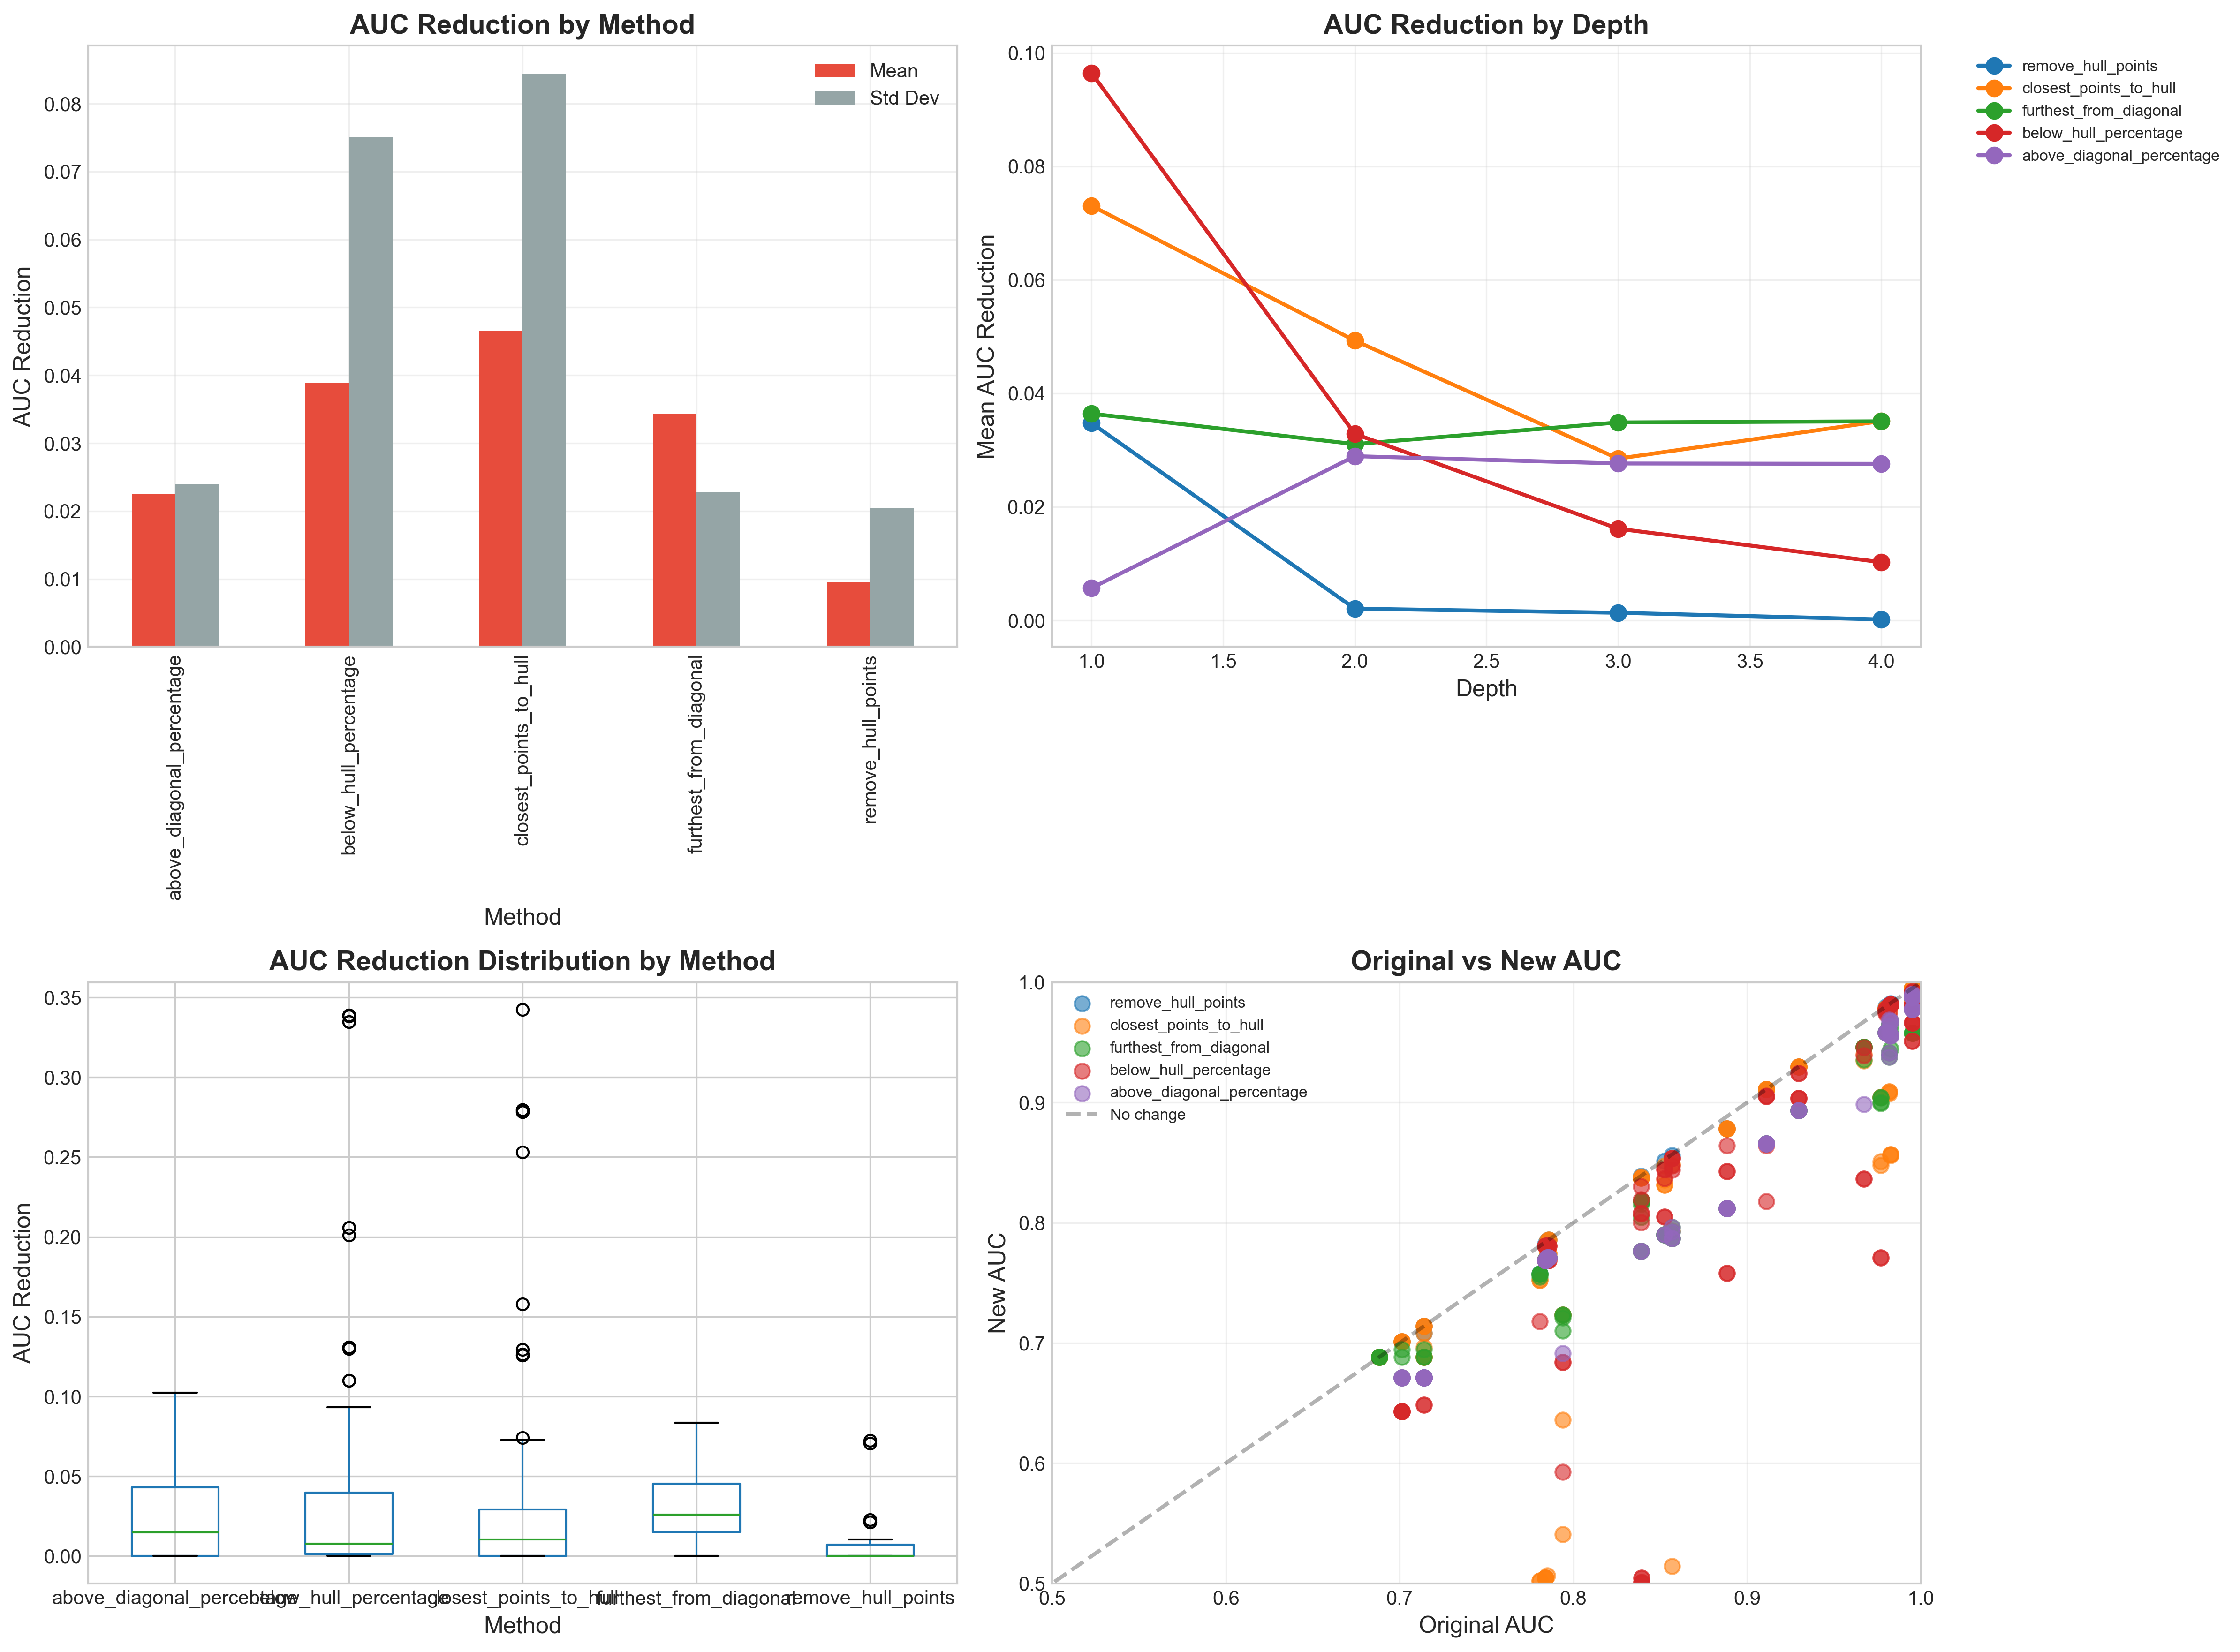 AUC Reduction by Method
AUC Reduction
0.08
0.07
0.06
0.05
0.04
0.03
0.02
0.01
0.00
Mean
Std Dev
above_diagonal_percentage
below_hull_percentage
closest_points_to_hull
furthest_from_diagonal
remove_hull_points
Method
AUC Reduction by Depth
Mean AUC Reduction
0.10
0.08
0.06
0.04
0.02
0.00
1.0 1.5 2.0 2.5 3.0 3.5 4.0
Depth
remove_hull_points
closest_points_to_hull
furthest_from_diagonal
below_hull_percentage
above_diagonal_percentage
AUC Reduction Distribution by Method
AUC Reduction
0.35
0.30
0.25
0.20
0.15
0.10
0.05
0.00
above_diagonal_percentage below_hull_percentage closest_points_to_hull furthest_from_diagonal remove_hull_points
Method
Original vs New AUC
New AUC
1.0
0.9
0.8
0.7
0.6
0.5
remove_hull_points
closest_points_to_hull
furthest_from_diagonal
below_hull_percentage
above_diagonal_percentage
No change
0.5 0.6 0.7 0.8 0.9 1.0
Original AUC